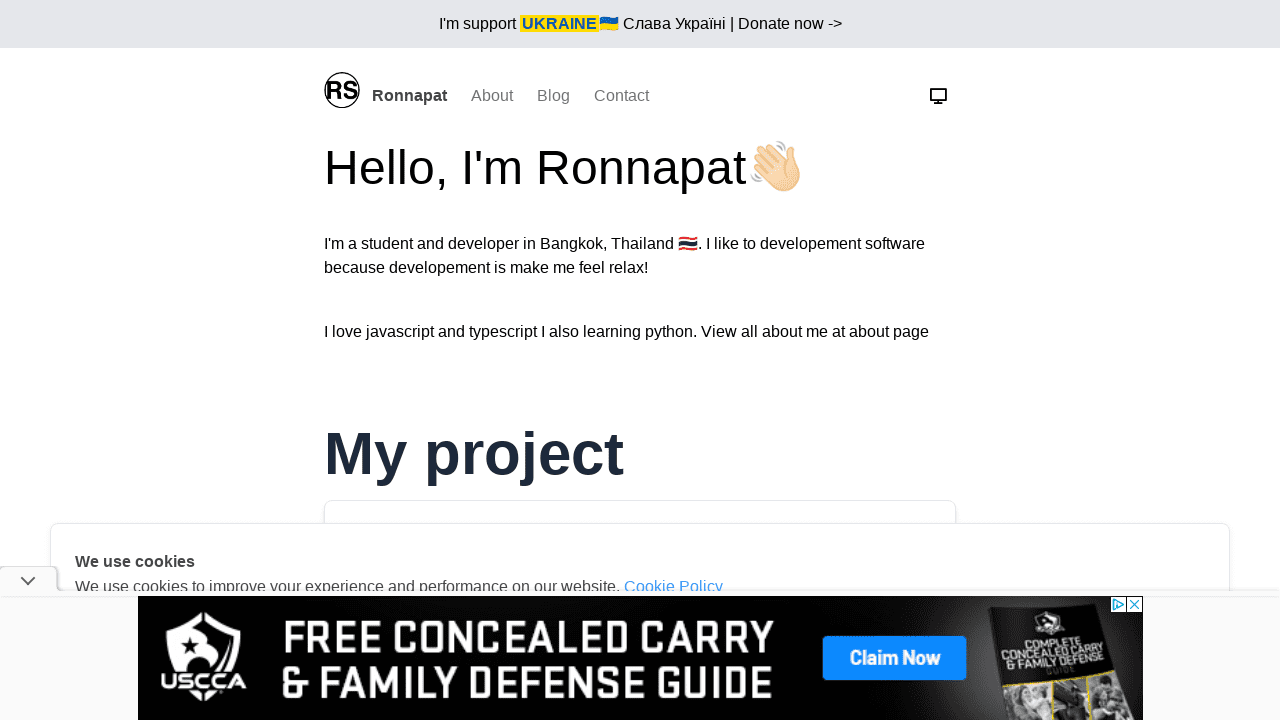 I'm support UKRAINE🇺🇦 Слава Україні | Donate now ->
RS Ronnapat About Blog Contact
Hello, I'm Ronnapat👋🏻
I'm a student and developer in Bangkok, Thailand 🇹🇭. I like to developement software
because developement is make me feel relax!
I love javascript and typescript I also learning python. View all about me at about page
My project
We use cookies
We use cookies to improve your experience and performance on our website. Cookie Policy
USCCA
FREE CONCEALED CARRY
& FAMILY DEFENSE GUIDE
Claim Now
COMPLETE
CONCEALED CARRY
& FAMILY DEFENSE
GUIDE